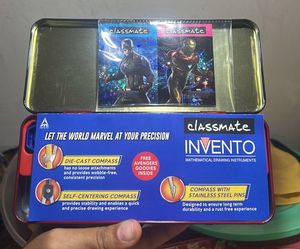 classmate
classmate
classmate
LET THE WORLD MARVEL AT YOUR PRECISION
INVENTO
MATHEMATICAL DRAWING INSTRUMENTS
DIE-CAST COMPASS
has no loose attachments
and provides wobble-free,
consistent precision
FREE
AVENGERS
GOODIES
INSIDE
SELF-CENTERING COMPASS
provides stability and enables a quick
and precise drawing experience
COMPASS WITH
STAINLESS STEEL PINS
designed to ensure long term
durability and a rust free experience